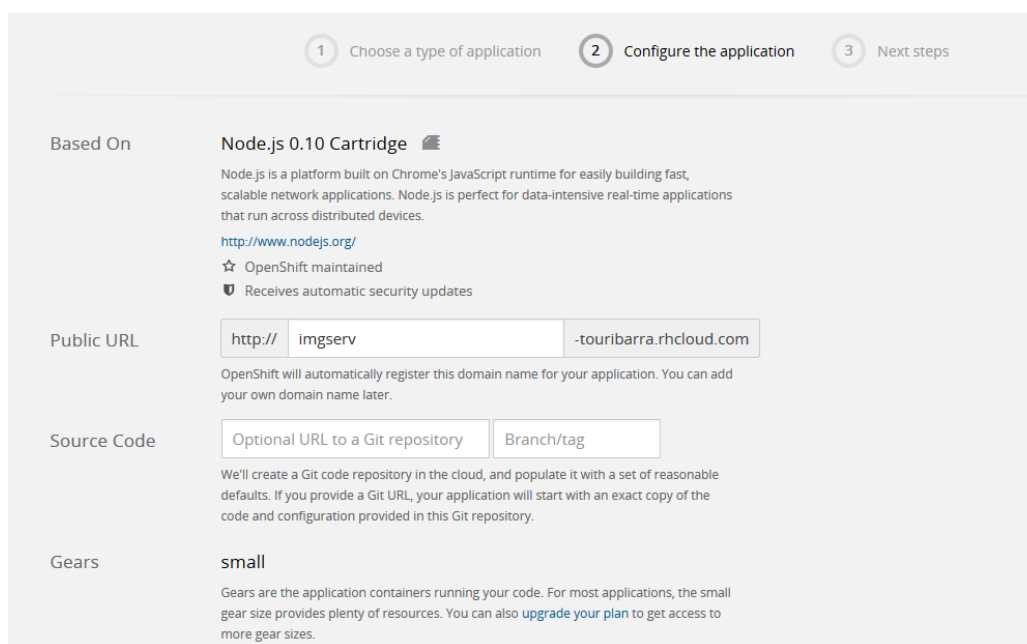 1 Choose a type of application 2 Configure the application 3 Next steps
Based On
Node.js 0.10 Cartridge
Node.js is a platform built on Chrome's JavaScript runtime for easily building fast,
scalable network applications. Node.js is perfect for data-intensive real-time applications
that run across distributed devices.
http://www.nodejs.org/
OpenShift maintained
Receives automatic security updates
Public URL
http:// imgserv -touribarra.rhcloud.com
OpenShift will automatically register this domain name for your application. You can add
your own domain name later.
Source Code
Optional URL to a Git repository Branch/tag
We'll create a Git code repository in the cloud, and populate it with a set of reasonable
defaults. If you provide a Git URL, your application will start with an exact copy of the
code and configuration provided in this Git repository.
Gears
small
Gears are the application containers running your code. For most applications, the small
gear size provides plenty of resources. You can also upgrade your plan to get access to
more gear sizes.